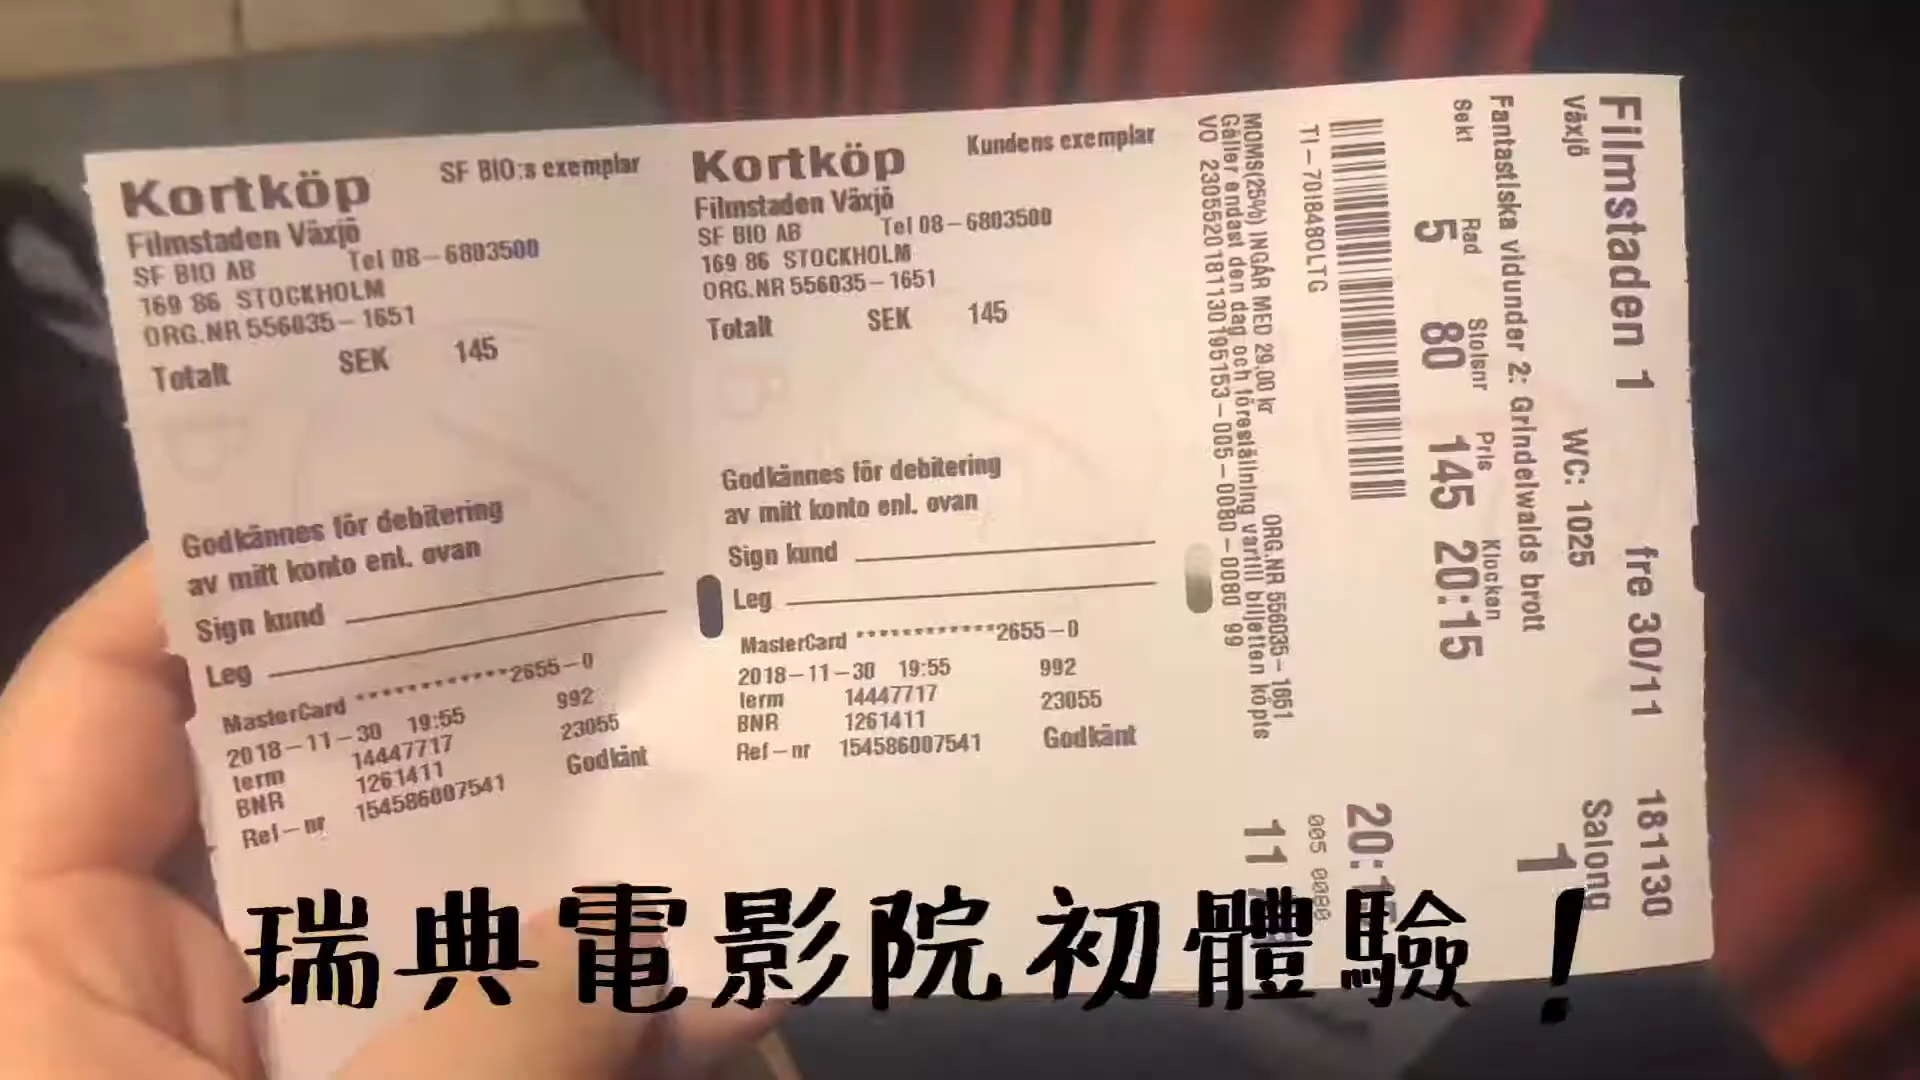 Kortköp
SF BIO:s exemplar
Filmstaden Växjö
SF BIO AB Tel 08-6803500
169 86 STOCKHOLM
ORG.NR 556035-1651
Totalt SEK 145
Godkännes för debitering
av mitt konto enl. ovan
Sign kund
Leg
MasterCard ************2655-0
2018-11-30 19:55 992
term 14447717 23055
BNR 1261411
Ref-nr 154586007541 Godkänt
Kortköp
Kundens exemplar
Filmstaden Växjö
SF BIO AB Tel 08-6803500
169 86 STOCKHOLM
ORG.NR 556035-1651
Totalt SEK 145
Godkännes för debitering
av mitt konto enl. ovan
Sign kund
Leg
MasterCard ************2655-0
2018-11-30 19:55 992
term 14447717 23055
BNR 1261411
Ref-nr 154586007541 Godkänt
Filmstaden 1 fre 30/11 181130
Växjö WC: 1025 Salong
1
Fantastiska vidunder 2: Grindelwalds brott
Sekt Rad Stolsnr Pris Klockan
5 80 145 20:15
TI-7018480LTG
MOMS(25%) INGÅR MED 29,00 kr ORG.NR 556035-1651
Gäller endast den dag och föreställning vartill biljetten köpts
VO 23055201811301951 53-005-0080-0080 99
005 0080
11
瑞典電影院初體驗！